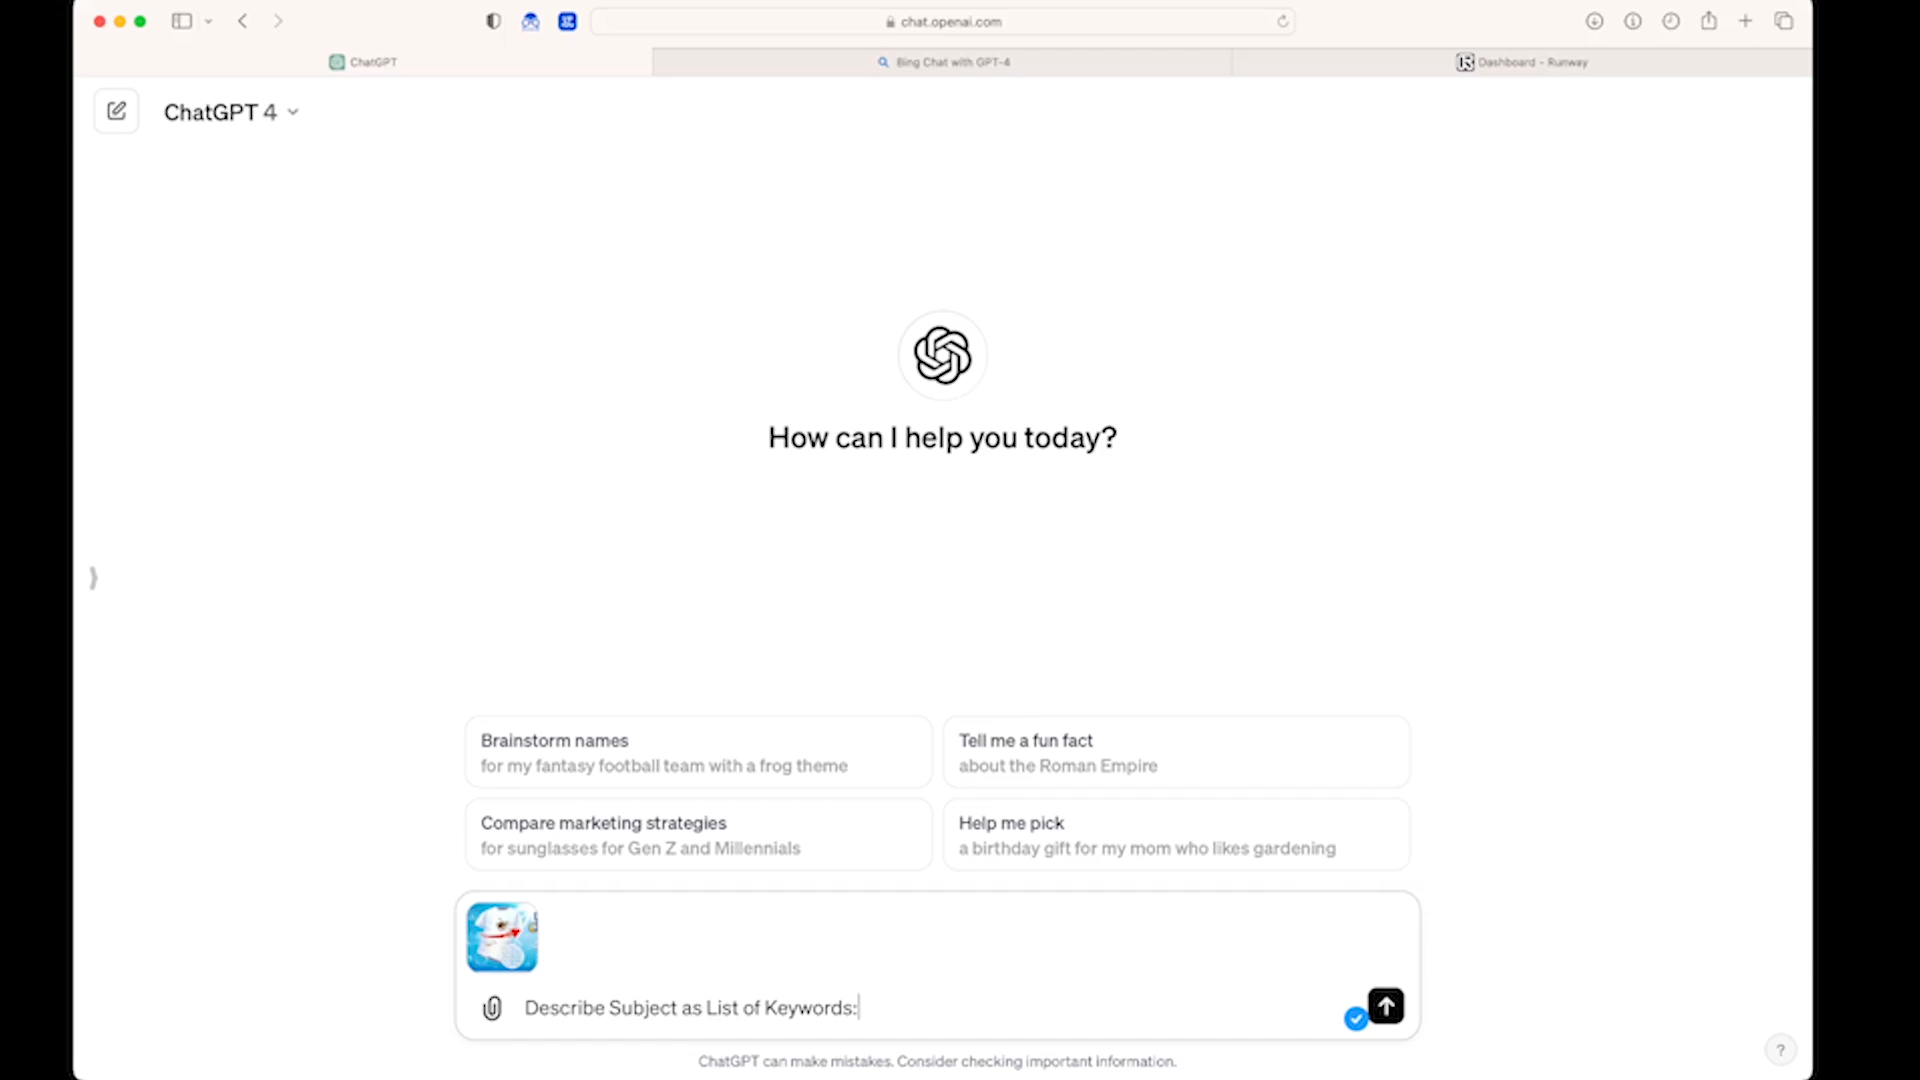 chat.openai.com
ChatGPT
Bing Chat with GPT-4
Dashboard - Runway
ChatGPT 4
How can I help you today?
Brainstorm names
for my fantasy football team with a frog theme
Tell me a fun fact
about the Roman Empire
Compare marketing strategies
for sunglasses for Gen Z and Millennials
Help me pick
a birthday gift for my mom who likes gardening
Describe Subject as List of Keywords:
ChatGPT can make mistakes. Consider checking important information.
?